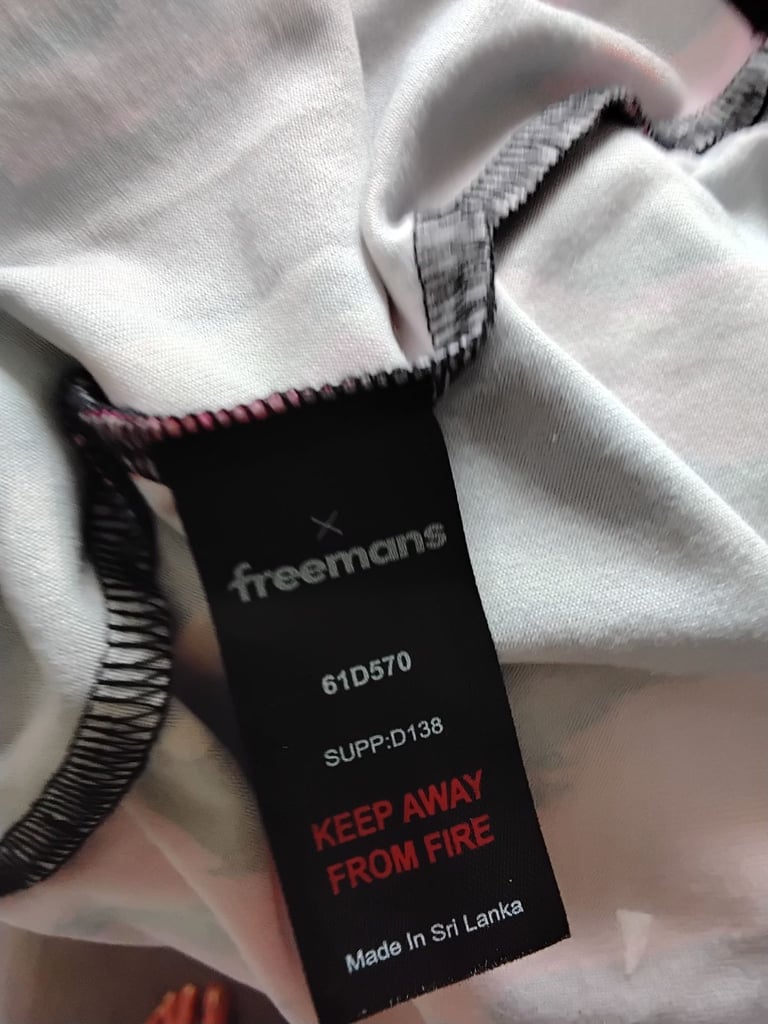 freemans
61D570
SUPP:D138
KEEP AWAY
FROM FIRE
Made In Sri Lanka